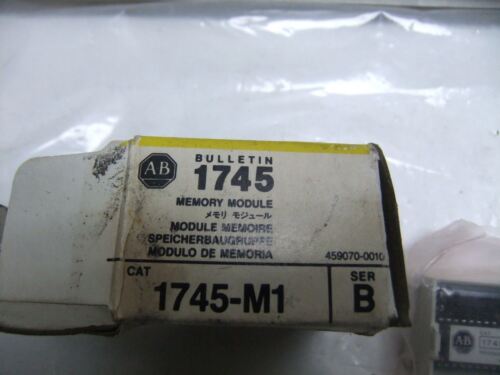 AB
BULLETIN
1745
MEMORY MODULE
メモリ モジュール
MODULE MEMOIRE
SPEICHERBAUGRUPPE
MODULO DE MEMORIA
459070-0010
CAT
1745-M1
SER
B
AB